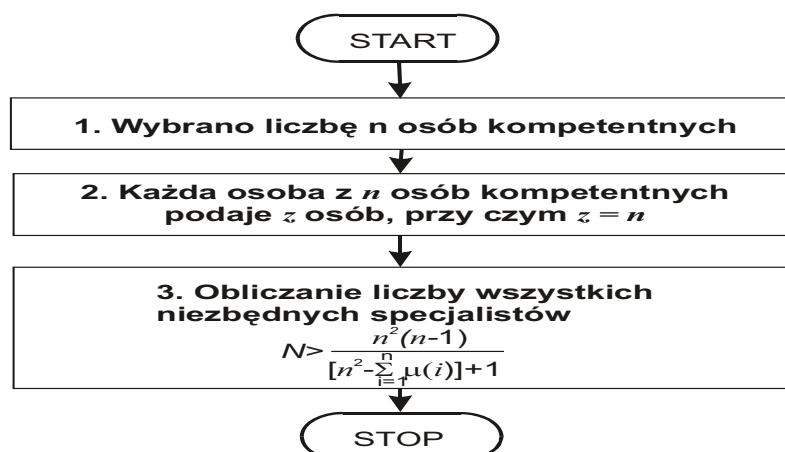 START
1. Wybrano liczbę n osób kompetentnych
2. Każda osoba z n osób kompetentnych
podaje z osób, przy czym z = n
3. Obliczanie liczby wszystkich
niezbędnych specjalistów
N> n²(n-1)
[n²-∑ μ(i)]+1
n
i=1
STOP